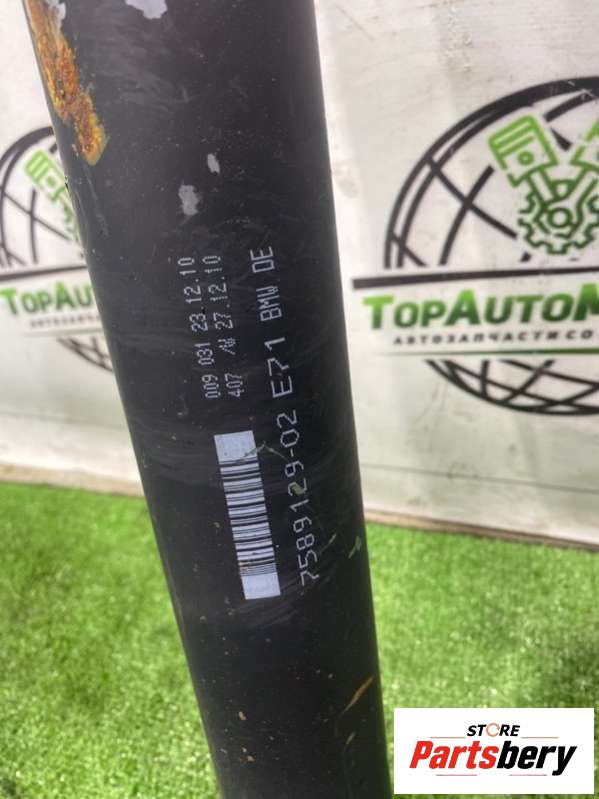 009 031 23.12.10
407 /W 27.12.10
7589129-02 E71 BMW DE
TOPAUTOM
АВТОЗАПЧАСТИ СО
TOPAUTO
STORE
Partsbery